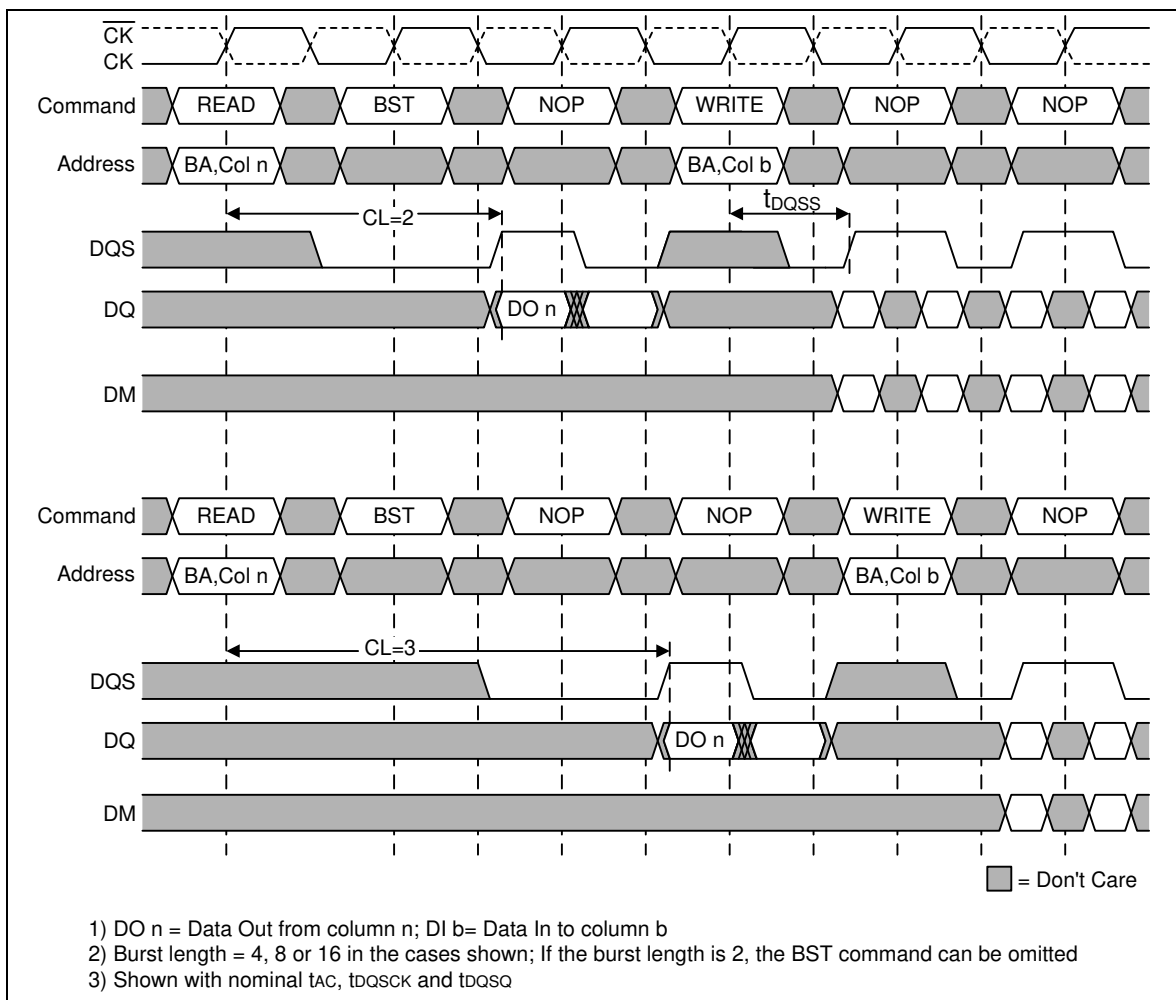 CK
CK
Command READ BST NOP WRITE NOP NOP
Address BA,Col n BA,Col b
CL=2 tDQSS
DQS
DQ DO n
DM
Command READ BST NOP NOP WRITE NOP
Address BA,Col n BA,Col b
CL=3
DQS
DQ DO n
DM
= Don't Care
1) DO n = Data Out from column n; DI b= Data In to column b
2) Burst length = 4, 8 or 16 in the cases shown; If the burst length is 2, the BST command can be omitted
3) Shown with nominal tAC, tDQSCK and tDQSQ